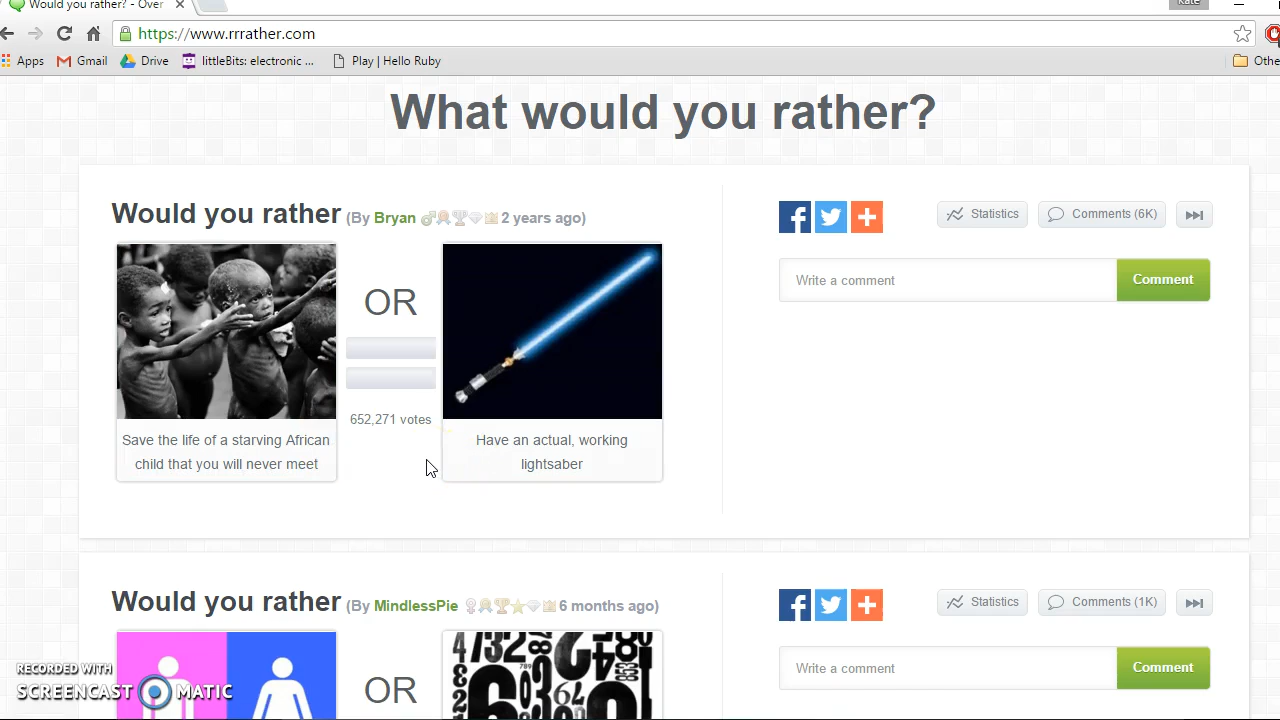 Would you rather? - Over
Kate
https://www.rrrather.com
Apps
Gmail
Drive
littleBits: electronic ...
Play | Hello Ruby
Othe
What would you rather?
Would you rather (By Bryan 2 years ago)
Statistics
Comments (6K)
Write a comment
Comment
OR
652,271 votes
Save the life of a starving African
child that you will never meet
Have an actual, working
lightsaber
Would you rather (By MindlessPie 6 months ago)
Statistics
Comments (1K)
Write a comment
Comment
OR
RECORDED WITH
SCREENCAST MATIC